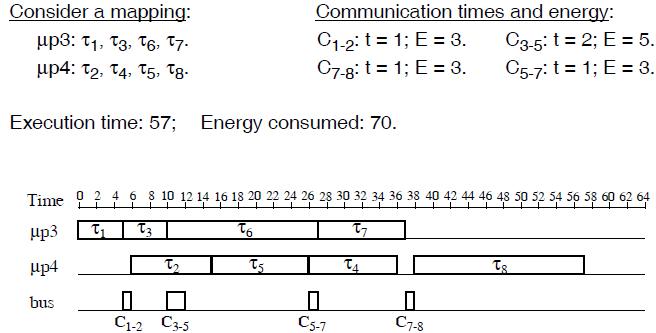 Consider a mapping: Communication times and energy:
μp3: τ1, τ3, τ6, τ7. C1-2: t = 1; E = 3. C3-5: t = 2; E = 5.
μp4: τ2, τ4, τ5, τ8. C7-8: t = 1; E = 3. C5-7: t = 1; E = 3.
Execution time: 57; Energy consumed: 70.
Time 0 2 4 6 8 10 12 14 16 18 20 22 24 26 28 30 32 34 36 38 40 42 44 46 48 50 52 54 56 58 60 62 64
μp3 τ1 τ3 τ6 τ7
μp4 τ2 τ5 τ4 τ8
bus
C1-2 C3-5 C5-7 C7-8